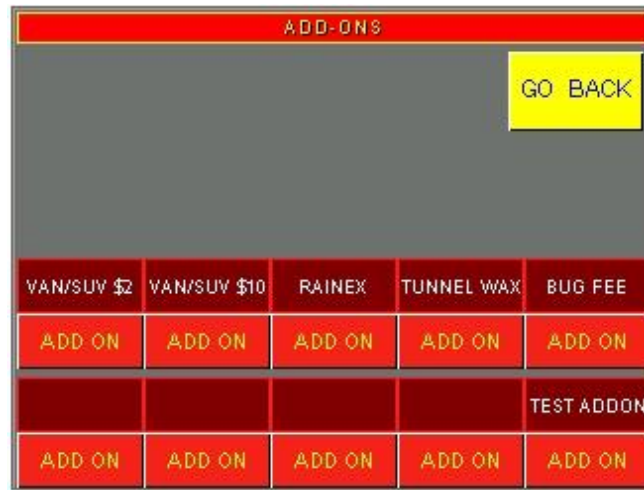 ADD-ONS
GO BACK
VAN/SUV $2 VAN/SUV $10 RAINEX TUNNEL WAX BUG FEE
ADD ON ADD ON ADD ON ADD ON ADD ON
TEST ADDON
ADD ON ADD ON ADD ON ADD ON ADD ON